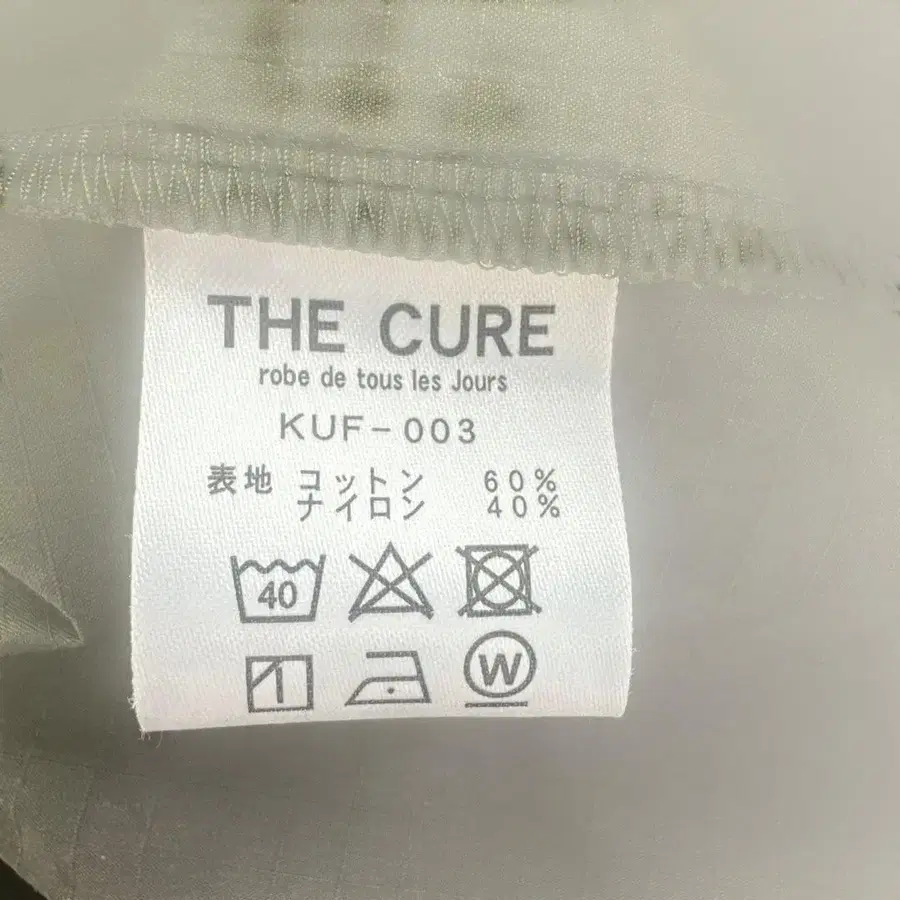 THE CURE
robe de tous les Jours
KUF-003
表地 コットン 60%
ナイロン 40%
40
W